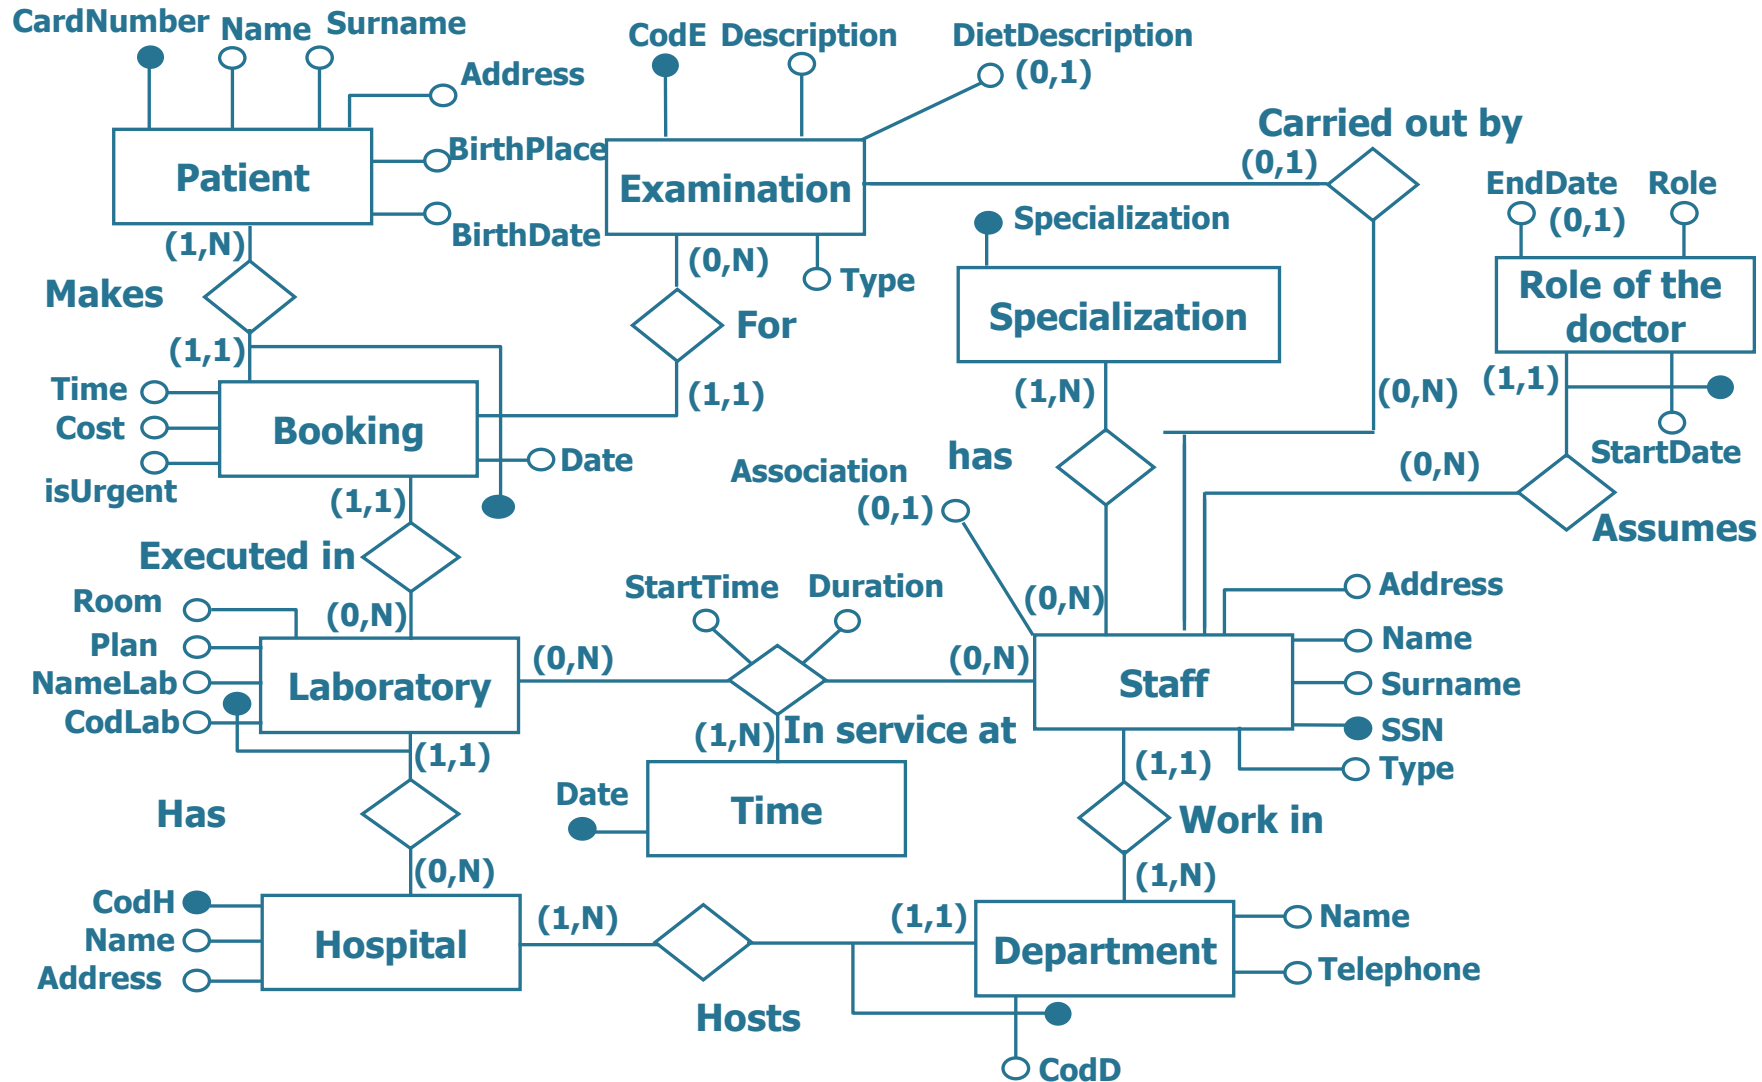 CardNumber
Name
Surname
Address
BirthPlace
BirthDate
Patient
(1,N)
Makes
(1,1)
CodE
Description
DietDescription
(0,1)
Examination
(0,N)
Type
For
(1,1)
Carried out by
(0,1)
(0,N)
Specialization
Specialization
(1,N)
has
(0,N)
EndDate
(0,1)
Role
Role of the
doctor
(1,1)
StartDate
(0,N)
Assumes
Time
Cost
isUrgent
Booking
Date
(1,1)
Executed in
(0,N)
Room
Plan
NameLab
CodLab
Laboratory
(1,1)
Has
(0,N)
(0,N)
StartTime
Duration
(0,N)
In service at
(1,N)
Date
Time
Association
(0,1)
Staff
Address
Name
Surname
SSN
Type
(1,1)
Work in
(1,N)
CodH
Name
Address
Hospital
(1,N)
Hosts
(1,1)
Department
Name
Telephone
CodD